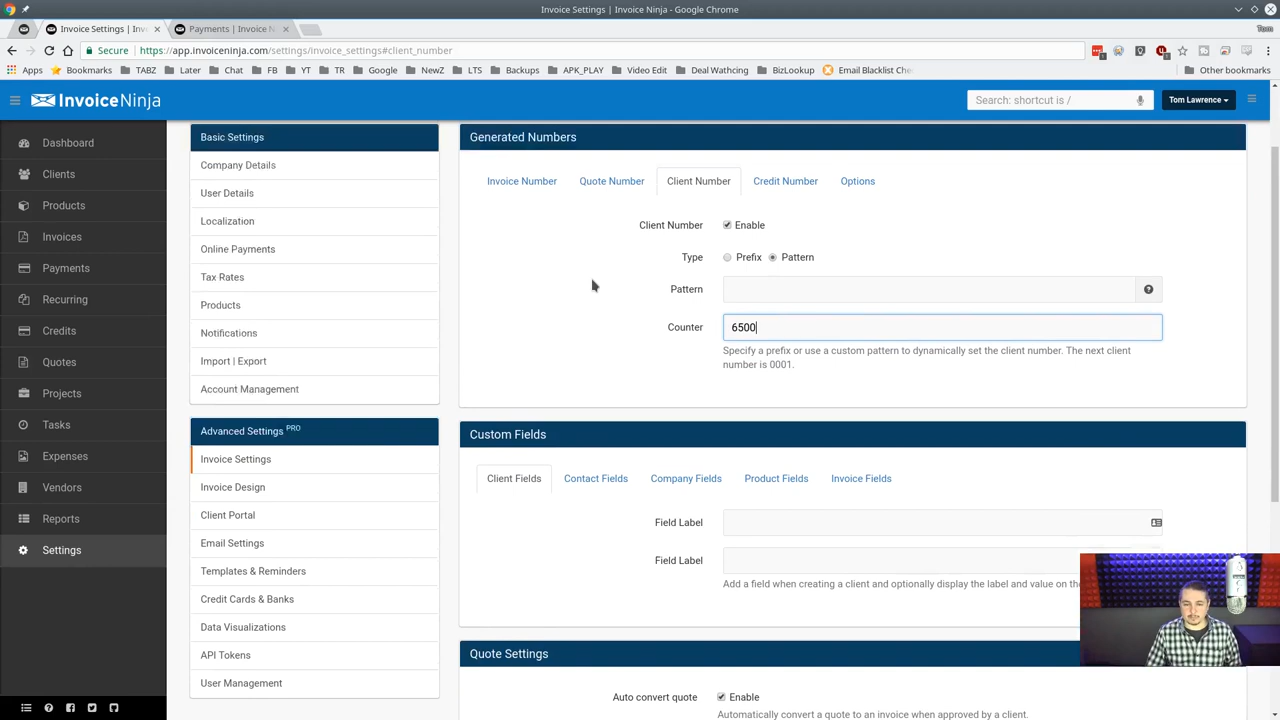 Invoice Settings | Invoice Ninja - Google Chrome
Invoice Settings | Inv
Payments | Invoice N
Tom
Secure
https://app.invoiceninja.com/settings/invoice_settings#client_number
Apps
Bookmarks
TABZ
Later
Chat
FB
YT
TR
Google
NewZ
LTS
Backups
APK_PLAY
Video Edit
Deal Wathcing
BizLookup
Email Blacklist Che
Other bookmarks
InvoiceNinja
Search: shortcut is /
Tom Lawrence
Dashboard
Clients
Products
Invoices
Payments
Recurring
Credits
Quotes
Projects
Tasks
Expenses
Vendors
Reports
Settings
Basic Settings
Company Details
User Details
Localization
Online Payments
Tax Rates
Products
Notifications
Import | Export
Account Management
Advanced Settings PRO
Invoice Settings
Invoice Design
Client Portal
Email Settings
Templates & Reminders
Credit Cards & Banks
Data Visualizations
API Tokens
User Management
Generated Numbers
Invoice Number
Quote Number
Client Number
Credit Number
Options
Client Number
Enable
Type
Prefix
Pattern
Pattern
Counter
6500
Specify a prefix or use a custom pattern to dynamically set the client number. The next client
number is 0001.
Custom Fields
Client Fields
Contact Fields
Company Fields
Product Fields
Invoice Fields
Field Label
Field Label
Add a field when creating a client and optionally display the label and value on the
Quote Settings
Auto convert quote
Enable
Automatically convert a quote to an invoice when approved by a client.